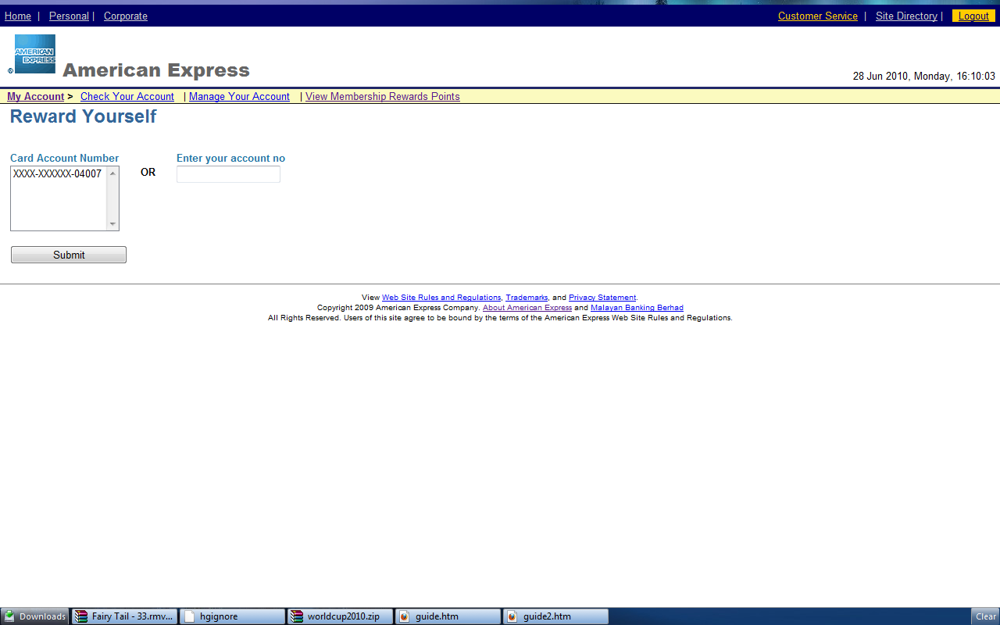 Home | Personal | Corporate Customer Service | Site Directory | Logout
AMERICAN EXPRESS
® American Express
28 Jun 2010, Monday, 16:10:03
My Account > Check Your Account | Manage Your Account | View Membership Rewards Points
Reward Yourself
Card Account Number
XXXX-XXXXXX-04007
OR
Enter your account no
Submit
View Web Site Rules and Regulations, Trademarks, and Privacy Statement.
Copyright 2009 American Express Company. About American Express and Malayan Banking Berhad
All Rights Reserved. Users of this site agree to be bound by the terms of the American Express Web Site Rules and Regulations.
Downloads Fairy Tail - 33.rmv... hgignore worldcup2010.zip guide.htm guide2.htm Clear